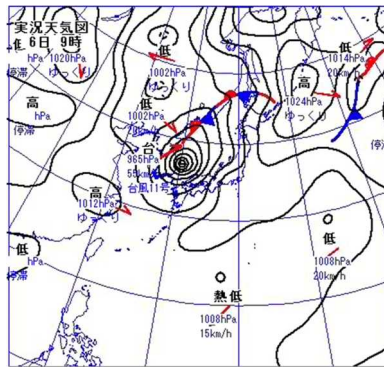 実況天気図
6日 9時
hPa
停滞
1020hPa
ゆっくり
低
1002hPa
ゆっくり
低
1014hPa
20km/h
高
hPa
停滞
低
1002hPa
高
1024hPa
ゆっくり
台
965hPa
55km/h
台風11号
高
1012hPa
ゆっくり
低
hPa
停滞
低
1008hPa
20km/h
熱低
1008hPa
15km/h